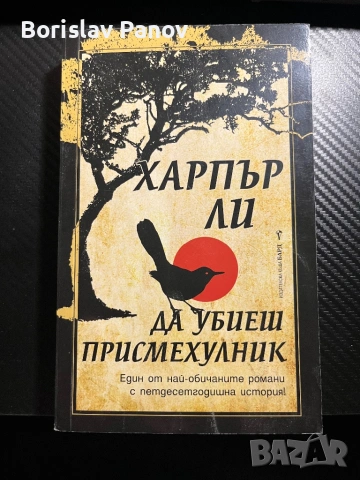 Borislav Panov
ХАРПЪР
ЛИ
ДА УБИЕШ
ПРИСМЕХУЛНИК
Един от най-обичаните романи
с петдесетгодишна история!
BAZAR